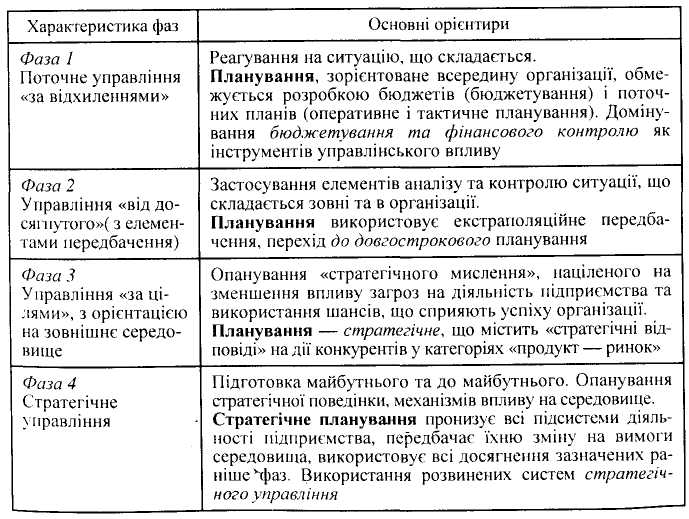 Характеристика фаз
Основні орієнтири
Фаза 1
Поточне управління
«за відхиленнями»
Реагування на ситуацію, що складається.
Планування, зорієнтоване всередину організації, обме-
жується розробкою бюджетів (бюджетування) і поточ-
них планів (оперативне і тактичне планування). Доміну-
вання бюджетування та фінансового контролю як
інструментів управлінського впливу
Фаза 2
Управління «від до-
сягнутого»( з елемен-
тами передбачення)
Застосування елементів аналізу та контролю ситуації, що
складається зовні та в організації.
Планування використовує екстраполяційне передба-
чення, перехід до довгострокового планування
Фаза 3
Управління «за ці-
лями», з орієнтацією
на зовнішнє середо-
вище
Опанування «стратегічного мислення», націленого на
зменшення впливу загроз на діяльність підприємства та
використання шансів, що сприяють успіху організації.
Планування — стратегічне, що містить «стратегічні від-
повіді» на дії конкурентів у категоріях «продукт — ринок»
Фаза 4
Стратегічне
управління
Підготовка майбутнього та до майбутнього. Опанування
стратегічної поведінки, механізмів впливу на середовище.
Стратегічне планування пронизує всі підсистеми діяль-
ності підприємства, передбачає їхню зміну на вимоги
середовища, використовує всі досягнення зазначених ра-
ніше фаз. Використання розвинених систем стратегіч-
ного управління